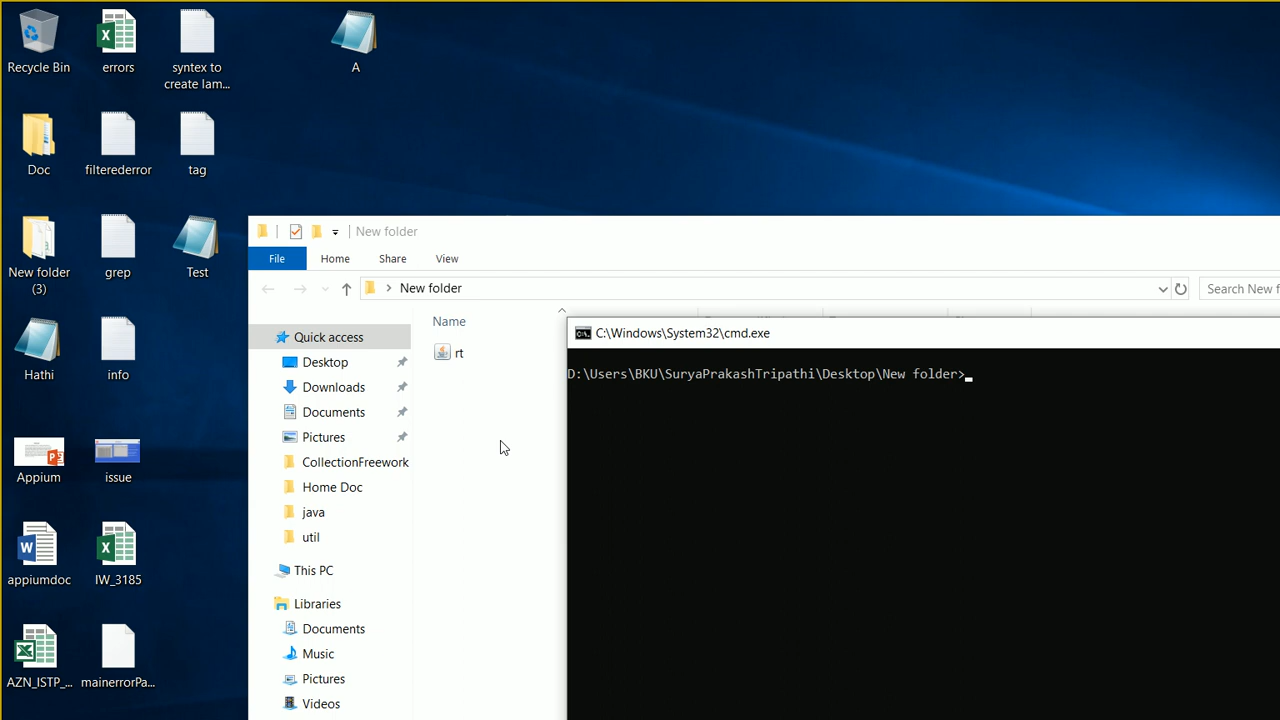 Recycle Bin
errors
syntex to
create lam...
A
Doc
filterederror
tag
New folder
(3)
grep
Test
Hathi
info
Appium
issue
appiumdoc
IW_3185
AZN_ISTP_...
mainerrorPa...
New folder
File
Home
Share
View
New folder
Search New f
Name
Quick access
Desktop
Downloads
Documents
Pictures
CollectionFreework
Home Doc
java
util
This PC
Libraries
Documents
Music
Pictures
Videos
rt
C:\Windows\System32\cmd.exe
D:\Users\BKU\SuryaPrakashTripathi\Desktop\New folder>